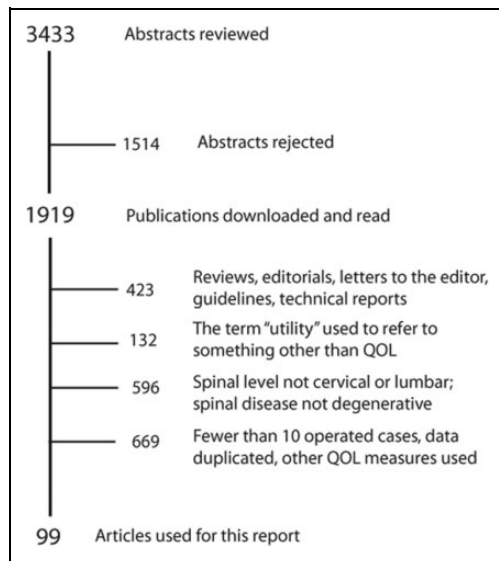 3433 Abstracts reviewed
1514 Abstracts rejected
1919 Publications downloaded and read
423 Reviews, editorials, letters to the editor,
guidelines, technical reports
132 The term "utility" used to refer to
something other than QOL
596 Spinal level not cervical or lumbar;
spinal disease not degenerative
669 Fewer than 10 operated cases, data
duplicated, other QOL measures used
99 Articles used for this report